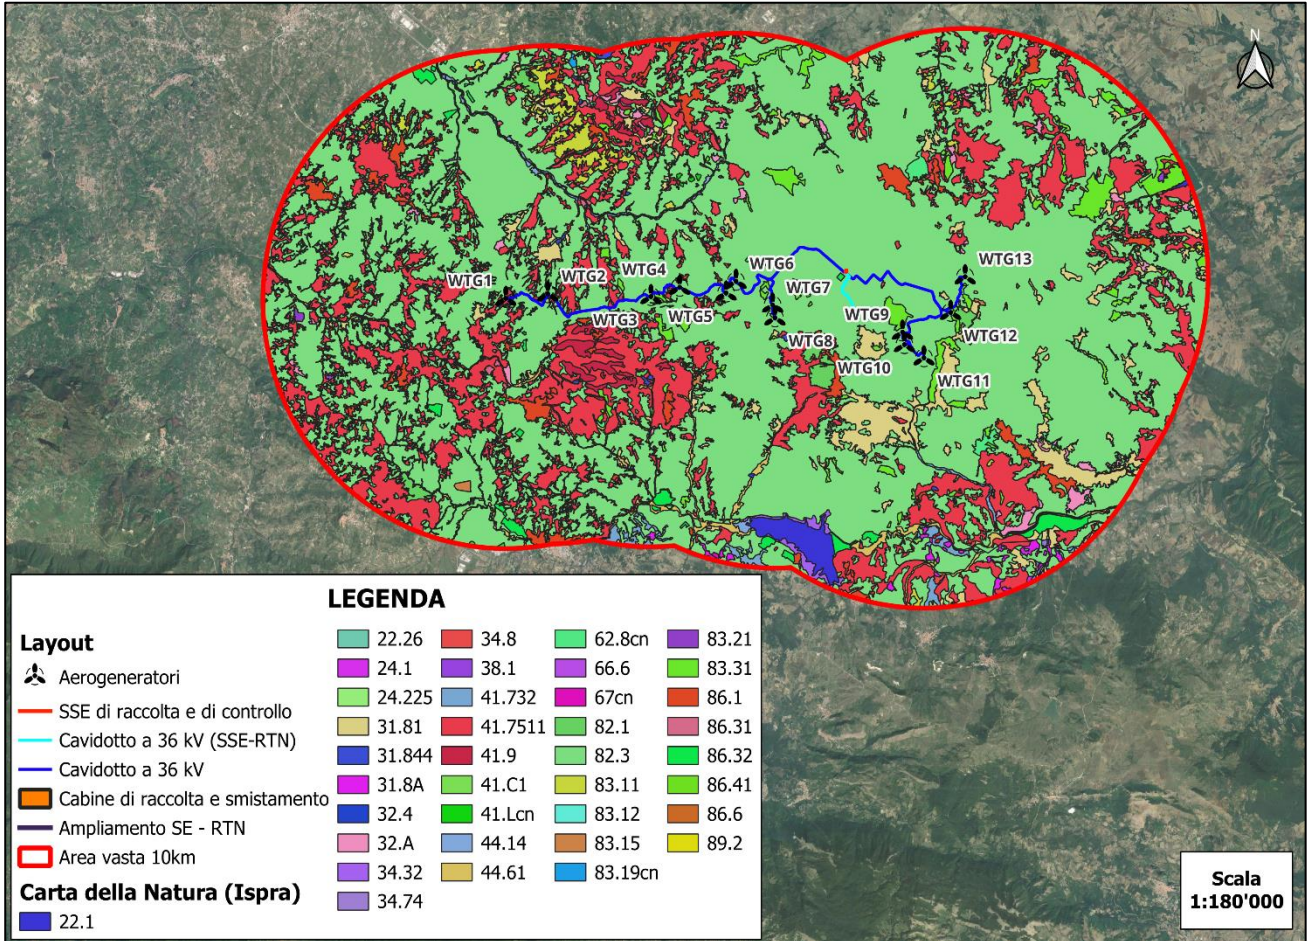 N
WTG1
WTG2
WTG3
WTG4
WTG5
WTG6
WTG7
WTG8
WTG9
WTG10
WTG11
WTG12
WTG13
LEGENDA
Layout
Aerogeneratori
SSE di raccolta e di controllo
Cavidotto a 36 kV (SSE-RTN)
Cavidotto a 36 kV
Cabine di raccolta e smistamento
Ampliamento SE - RTN
Area vasta 10km
Carta della Natura (Ispra)
22.1
22.26
24.1
24.225
31.81
31.844
31.8A
32.4
32.A
34.32
34.74
34.8
38.1
41.732
41.7511
41.9
41.C1
41.Lcn
44.14
44.61
62.8cn
66.6
67cn
82.1
82.3
83.11
83.12
83.15
83.19cn
83.21
83.31
86.1
86.31
86.32
86.41
86.6
89.2
Scala
1:180'000